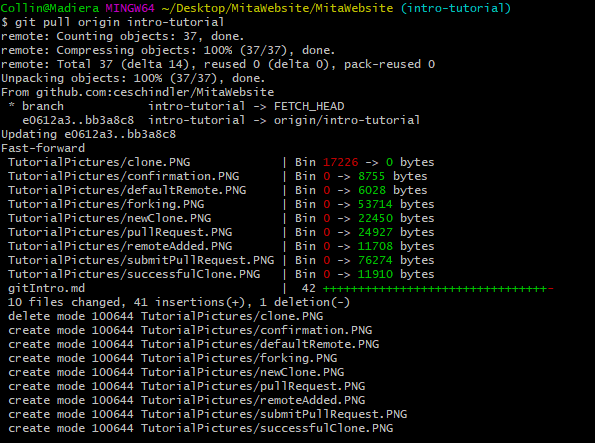 Collin@Madiera MINGW64 ~/Desktop/MitaWebsite/MitaWebsite (intro-tutorial)
$ git pull origin intro-tutorial
remote: Counting objects: 37, done.
remote: Compressing objects: 100% (37/37), done.
remote: Total 37 (delta 14), reused 0 (delta 0), pack-reused 0
Unpacking objects: 100% (37/37), done.
From github.com:ceschindler/MitaWebsite
 * branch            intro-tutorial -> FETCH_HEAD
   e0612a3..bb3a8c8  intro-tutorial -> origin/intro-tutorial
Updating e0612a3..bb3a8c8
Fast-forward
 TutorialPictures/clone.PNG             | Bin 17226 -> 0 bytes
 TutorialPictures/confirmation.PNG      | Bin 0 -> 8755 bytes
 TutorialPictures/defaultRemote.PNG     | Bin 0 -> 6028 bytes
 TutorialPictures/forking.PNG           | Bin 0 -> 53714 bytes
 TutorialPictures/newClone.PNG          | Bin 0 -> 22450 bytes
 TutorialPictures/pullRequest.PNG       | Bin 0 -> 24927 bytes
 TutorialPictures/remoteAdded.PNG       | Bin 0 -> 11708 bytes
 TutorialPictures/submitPullRequest.PNG | Bin 0 -> 76274 bytes
 TutorialPictures/successfulClone.PNG   | Bin 0 -> 11910 bytes
 gitIntro.md                            |  42 ++++++++++++++++++++++++++++++++-
 10 files changed, 41 insertions(+), 1 deletion(-)
 delete mode 100644 TutorialPictures/clone.PNG
 create mode 100644 TutorialPictures/confirmation.PNG
 create mode 100644 TutorialPictures/defaultRemote.PNG
 create mode 100644 TutorialPictures/forking.PNG
 create mode 100644 TutorialPictures/newClone.PNG
 create mode 100644 TutorialPictures/pullRequest.PNG
 create mode 100644 TutorialPictures/remoteAdded.PNG
 create mode 100644 TutorialPictures/submitPullRequest.PNG
 create mode 100644 TutorialPictures/successfulClone.PNG